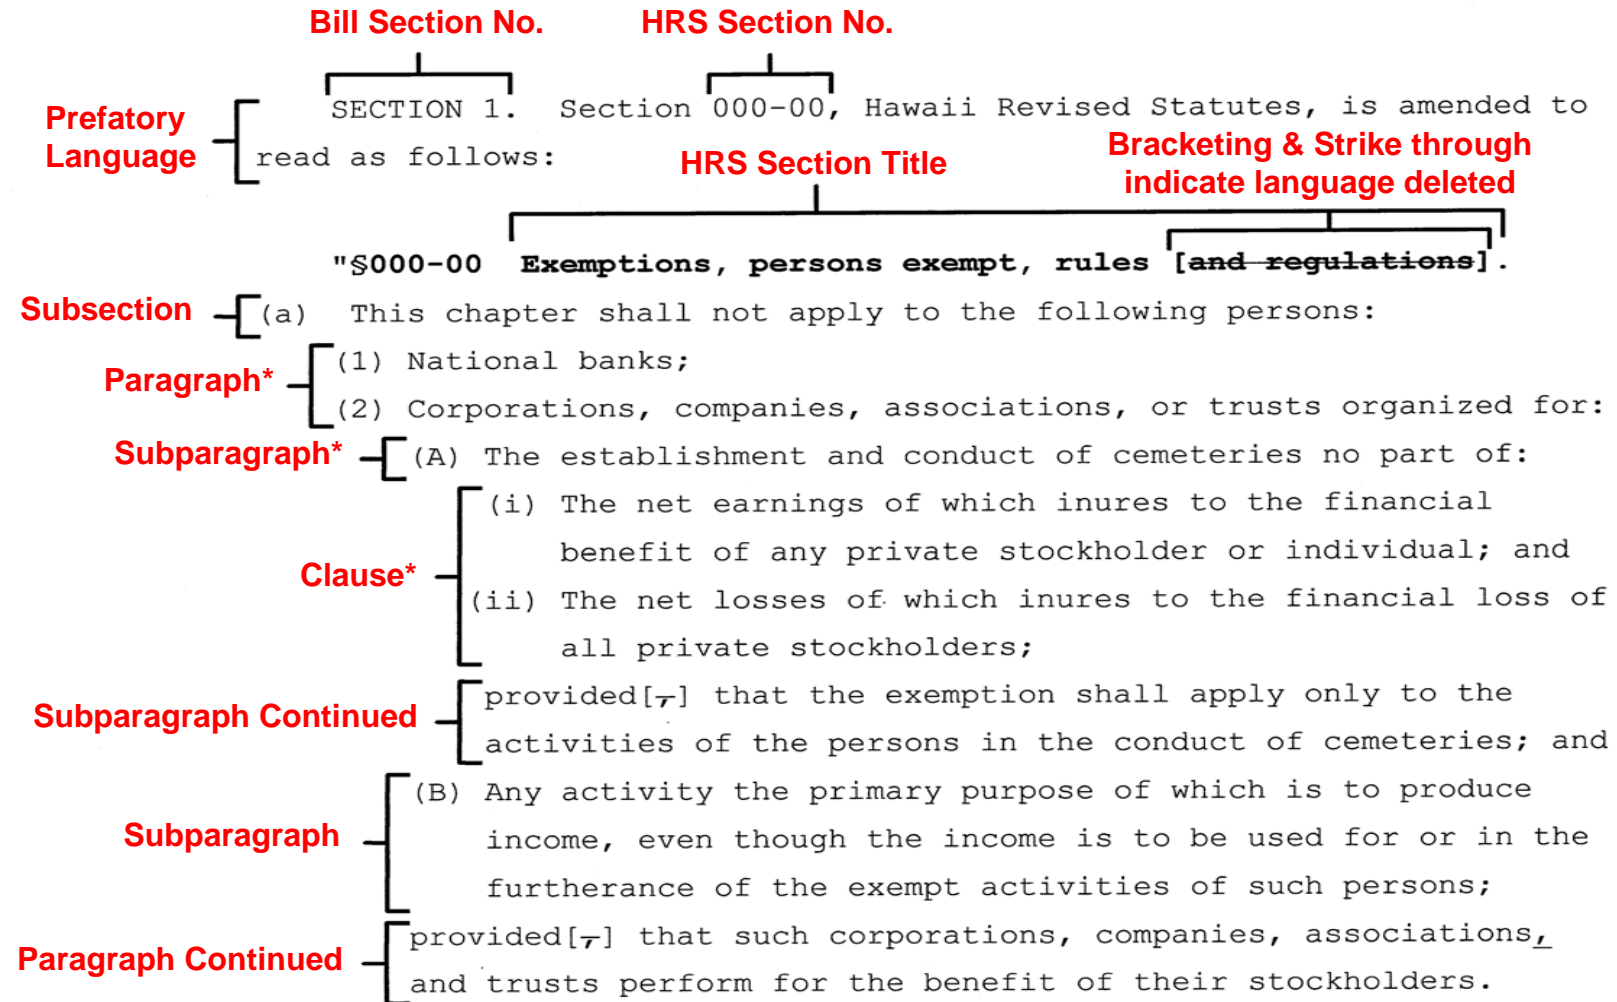 Bill Section No. HRS Section No.
SECTION 1. Section 000-00, Hawaii Revised Statutes, is amended to
Prefatory
Language
read as follows:
HRS Section Title
Bracketing & Strike through
indicate language deleted
"§000-00 Exemptions, persons exempt, rules [and regulations].
Subsection (a) This chapter shall not apply to the following persons:
(1) National banks;
Paragraph*
(2) Corporations, companies, associations, or trusts organized for:
Subparagraph* (A) The establishment and conduct of cemeteries no part of:
(i) The net earnings of which inures to the financial
benefit of any private stockholder or individual; and
Clause*
(ii) The net losses of which inures to the financial loss of
all private stockholders;
Subparagraph Continued
provided[,] that the exemption shall apply only to the
activities of the persons in the conduct of cemeteries; and
(B) Any activity the primary purpose of which is to produce
Subparagraph income, even though the income is to be used for or in the
furtherance of the exempt activities of such persons;
Paragraph Continued
provided[,] that such corporations, companies, associations,
and trusts perform for the benefit of their stockholders.